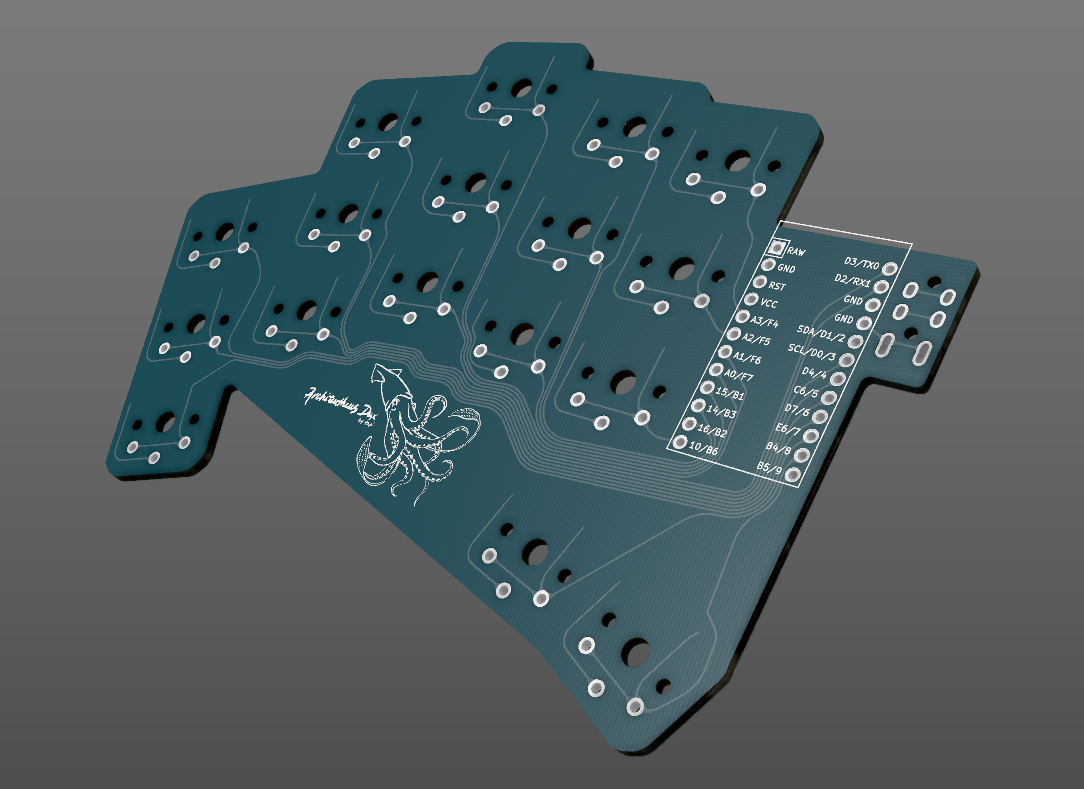 RAW
GND
RST
VCC
A3/F4
A2/F5
A1/F6
A0/F7
15/B1
14/B3
16/B2
10/B6
D3/TX0
D2/RX1
GND
GND
SDA/D1/2
SCL/D0/3
D4/4
C6/5
D7/6
E6/7
B4/8
B5/9
Architeuthis Dux